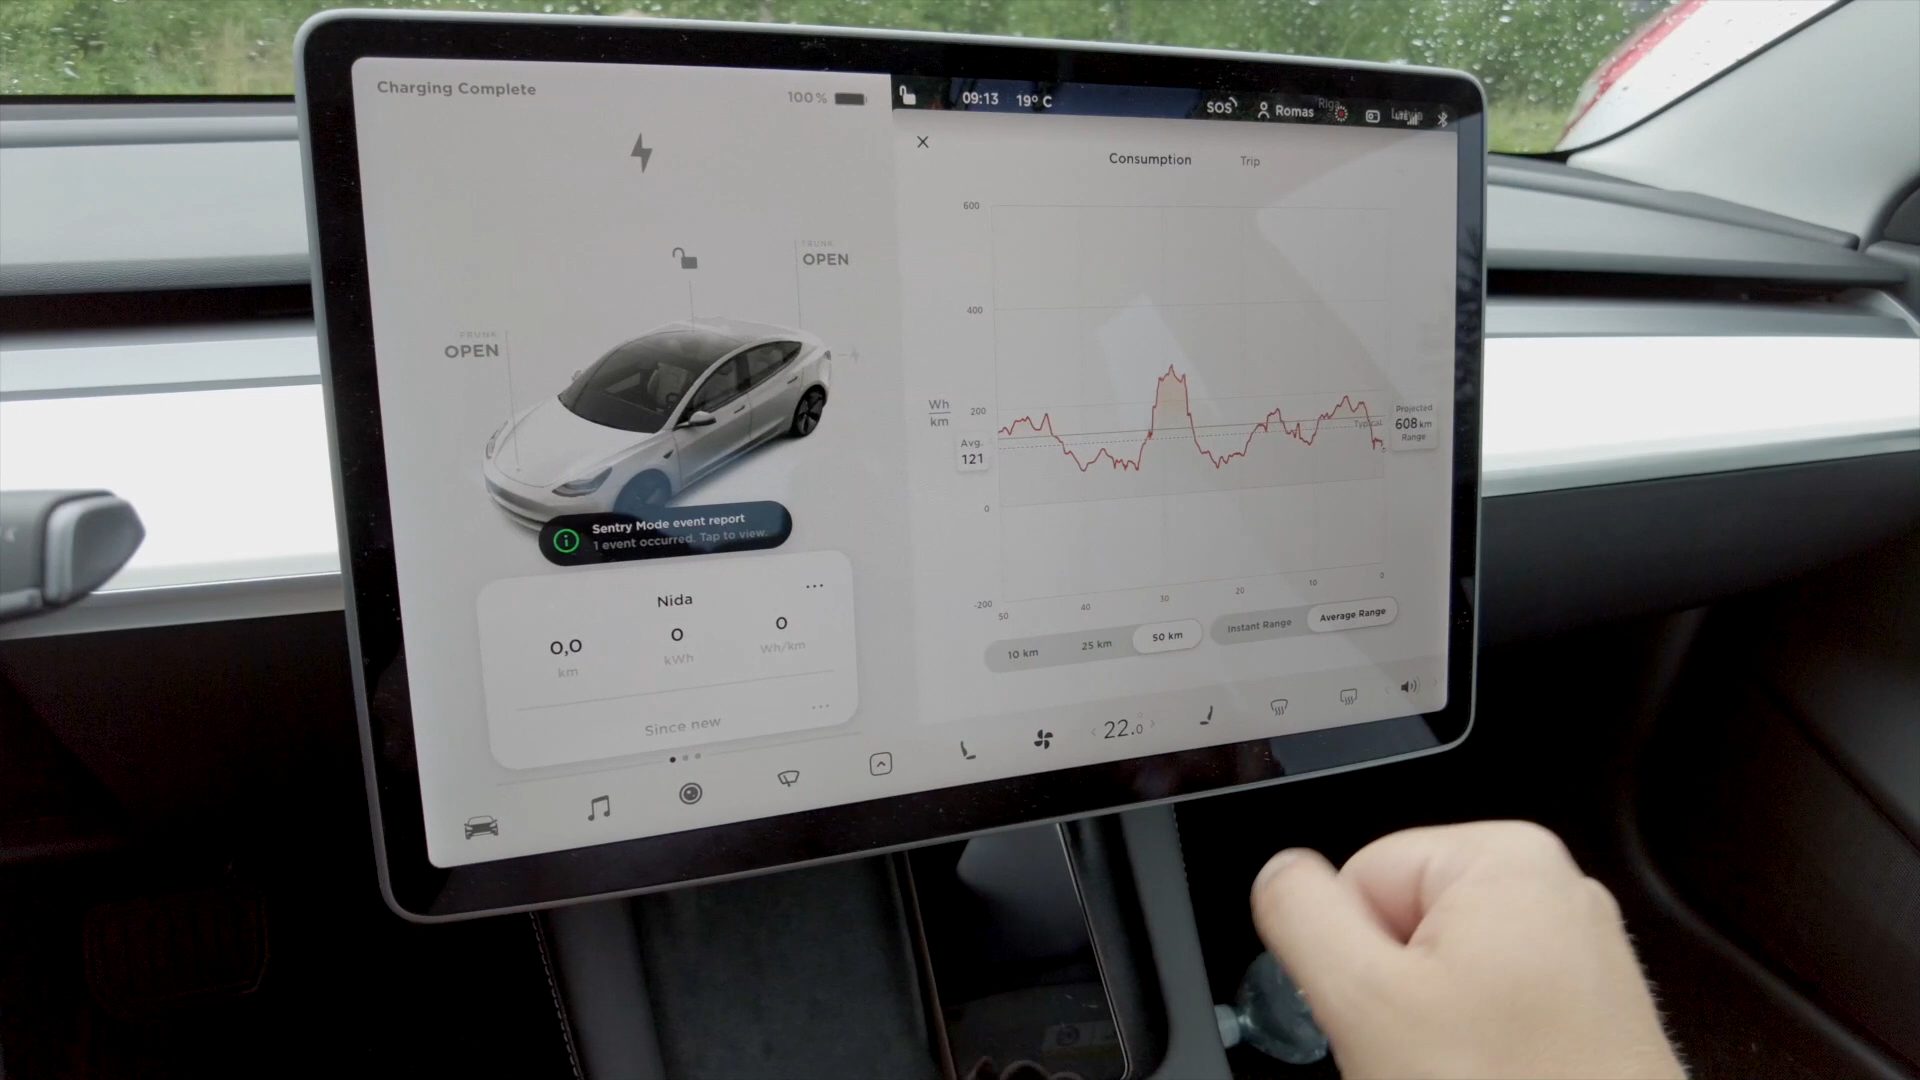 Charging Complete
100%
09:13
19° C
SOS
Romas
Riga
Consumption
Trip
TRUNK
OPEN
FRUNK
OPEN
600
400
200
0
-200
Wh
km
Avg.
121
Typical
Projected
608 km
Range
50
40
30
20
10
0
Sentry Mode event report
1 event occurred. Tap to view.
Nida
...
0,0
km
0
kWh
0
Wh/km
Since new
...
10 km
25 km
50 km
Instant Range
Average Range
22.0